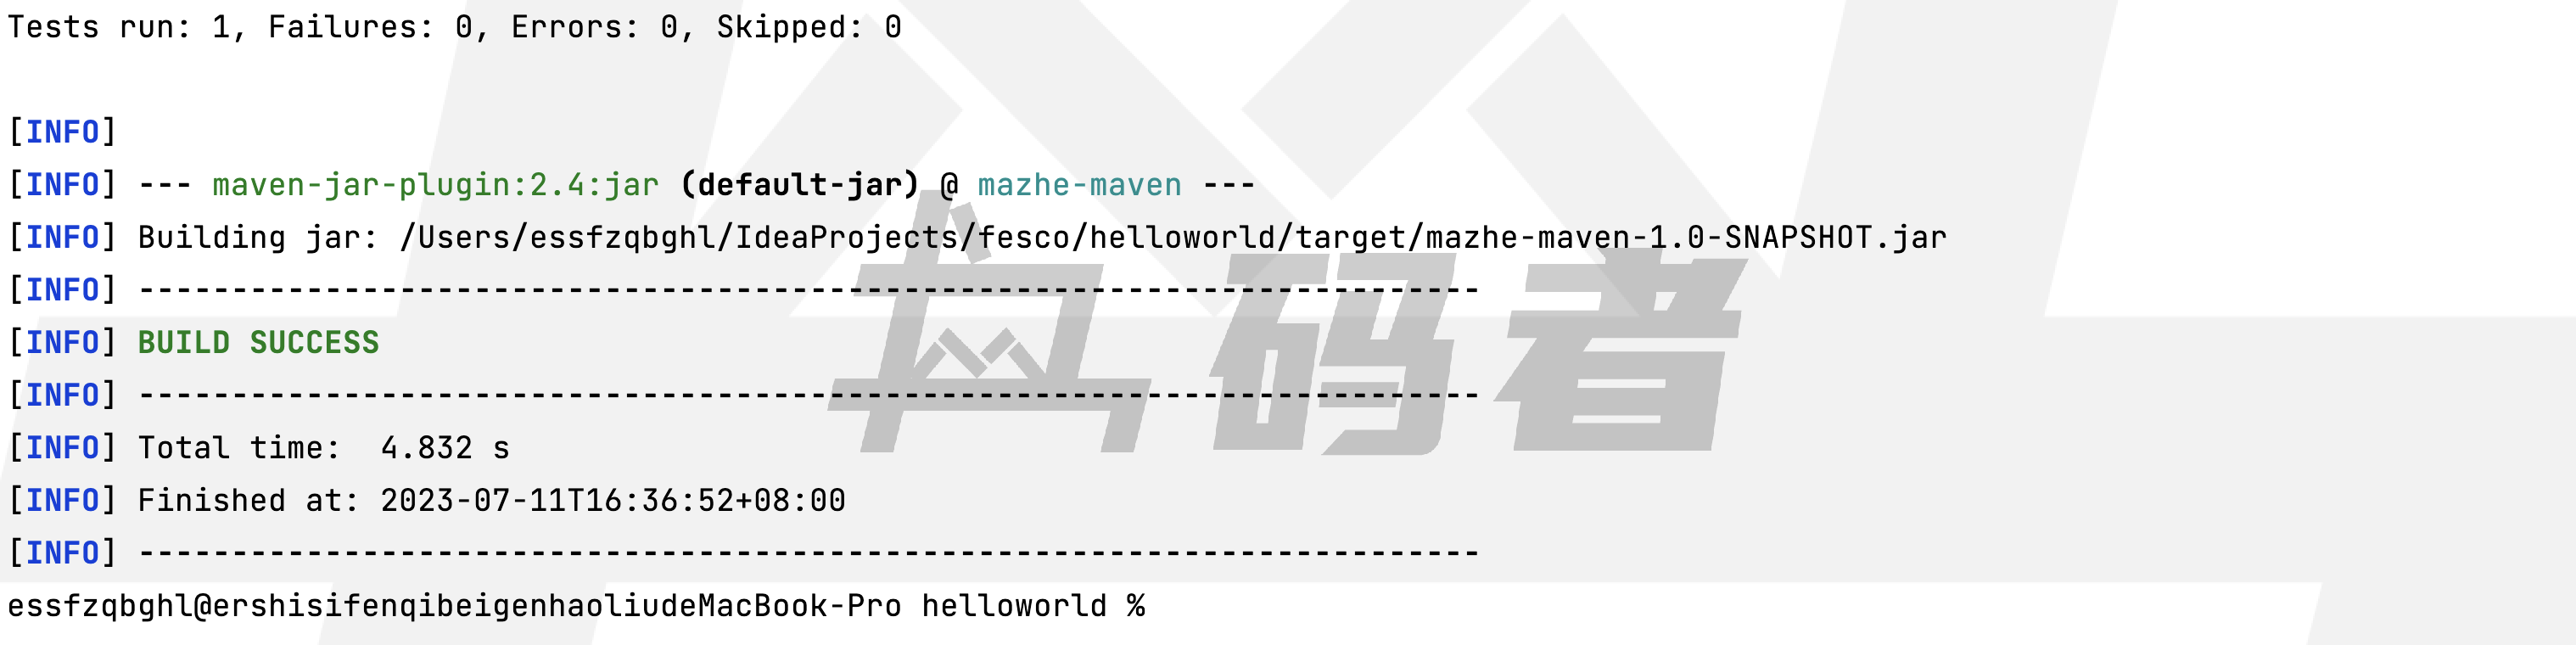 Tests run: 1, Failures: 0, Errors: 0, Skipped: 0
[INFO]
[INFO] --- maven-jar-plugin:2.4:jar (default-jar) @ mazhe-maven ---
[INFO] Building jar: /Users/essfzqbghl/IdeaProjects/fesco/helloworld/target/mazhe-maven-1.0-SNAPSHOT.jar
[INFO] ------------------------------------------------------------------------
[INFO] BUILD SUCCESS
[INFO] ------------------------------------------------------------------------
[INFO] Total time:  4.832 s
[INFO] Finished at: 2023-07-11T16:36:52+08:00
[INFO] ------------------------------------------------------------------------
essfzqbghl@ershisifenqibeigenhaoliudeMacBook-Pro helloworld %
码者